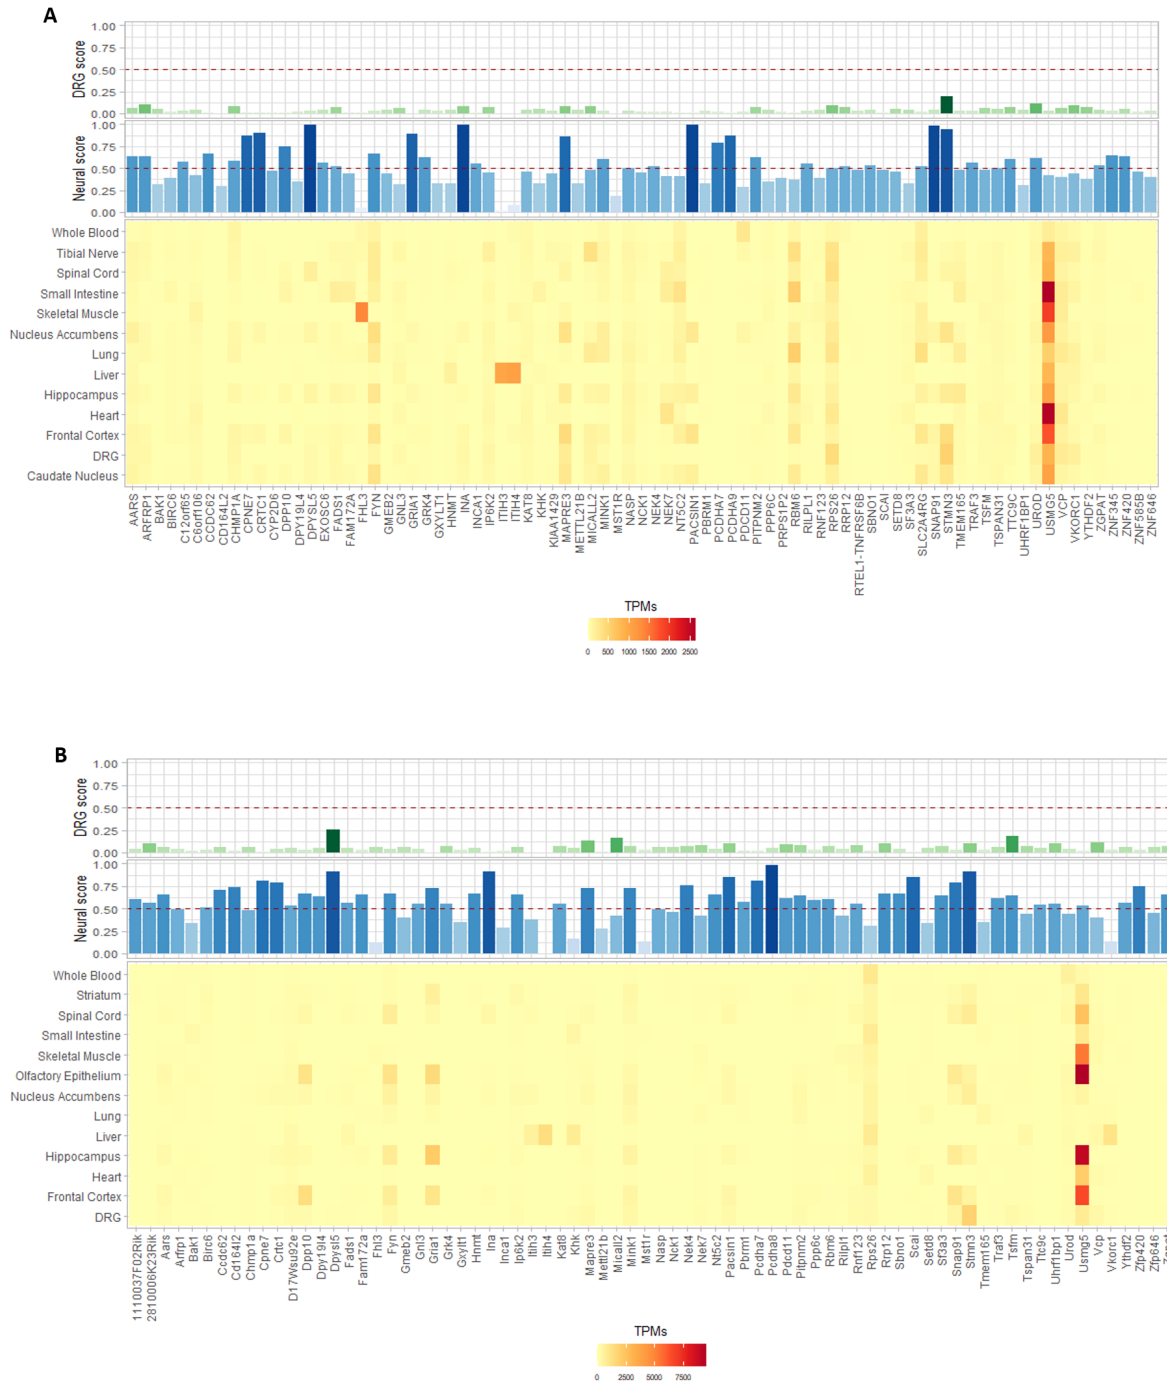 A
DRG score
1.00
0.75
0.50
0.25
0.00
Neural score
1.00
0.75
0.50
0.25
0.00
Whole Blood
Tibial Nerve
Spinal Cord
Small Intestine
Skeletal Muscle
Nucleus Accumbens
Lung
Liver
Hippocampus
Heart
Frontal Cortex
DRG
Caudate Nucleus
AARS
ARFRP1
BAK1
BIRC6
C12orf65
C16orf106
CCDC62
CD164L2
CHMP1A
CPNE7
CRTC1
CYP2D6
DPP10
DPY19L4
DPYSL5
EXOSC6
FADS1
FAM172A
FHL3
FYN
GMEB2
GNL3
GRIA1
GRK4
GXYLT1
HNMT
INA
INCA1
IP6K2
ITIH3
ITIH4
KAT8
KHK
KIAA1429
MAPRE3
METTL21B
MICALL2
MINK1
MST1R
NASP
NCK1
NEK4
NEK7
NT5C2
PACSIN1
PBRM1
PCDHA7
PCDHA9
PDCD11
PITPNM2
PPP6C
PRPS1P2
RBM6
RILPL1
RNF123
RPS26
RRP12
RTEL1-TNFRSF6B
SBNO1
SCAI
SETD8
SF3A3
SLC2A4RG
SNAP91
STMN3
TMEM165
TRAF3
TSFM
TSPAN31
TTC9C
UHRF1BP1
UROD
USMG5
VCP
VKORC1
YTHDF2
ZGPAT
ZNF345
ZNF420
ZNF585B
ZNF646
TPMs
0 500 1000 1500 2000 2500
B
DRG score
1.00
0.75
0.50
0.25
0.00
Neural score
1.00
0.75
0.50
0.25
0.00
Whole Blood
Striatum
Spinal Cord
Small Intestine
Skeletal Muscle
Olfactory Epithelium
Nucleus Accumbens
Lung
Liver
Hippocampus
Heart
Frontal Cortex
DRG
1110037F02Rik
2810006K23Rik
Aars
Arfrp1
Bak1
Birc6
Ccdc62
Cd164l2
Chmp1a
Cpne7
Crtc1
D17Wsu92e
Dpp10
Dpy19l4
Dpysl5
Fads1
Fam172a
Fhl3
Fyn
Gmeb2
Gnl3
Gria1
Grk4
Gxylt1
Hnmt
Ina
Inca1
Ip6k2
Itih3
Itih4
Kat8
Khk
Mapre3
Mettl21b
Micall2
Mink1
Mst1r
Nasp
Nck1
Nek4
Nek7
Nt5c2
Pacsin1
Pbrm1
Pcdha7
Pcdha8
Pdcd11
Pitpnm2
Ppp6c
Rbm6
Rilpl1
Rnf123
Rps26
Rrp12
Sbno1
Scai
Setd8
Sf3a3
Snap91
Stmn3
Tmem165
Traf3
Tsfm
Tspan31
Ttc9c
Uhrf1bp1
Urod
Usmg5
Vcp
Vkorc1
Ythdf2
Zfp420
Zfp646
TPMs
0 2500 5000 7500